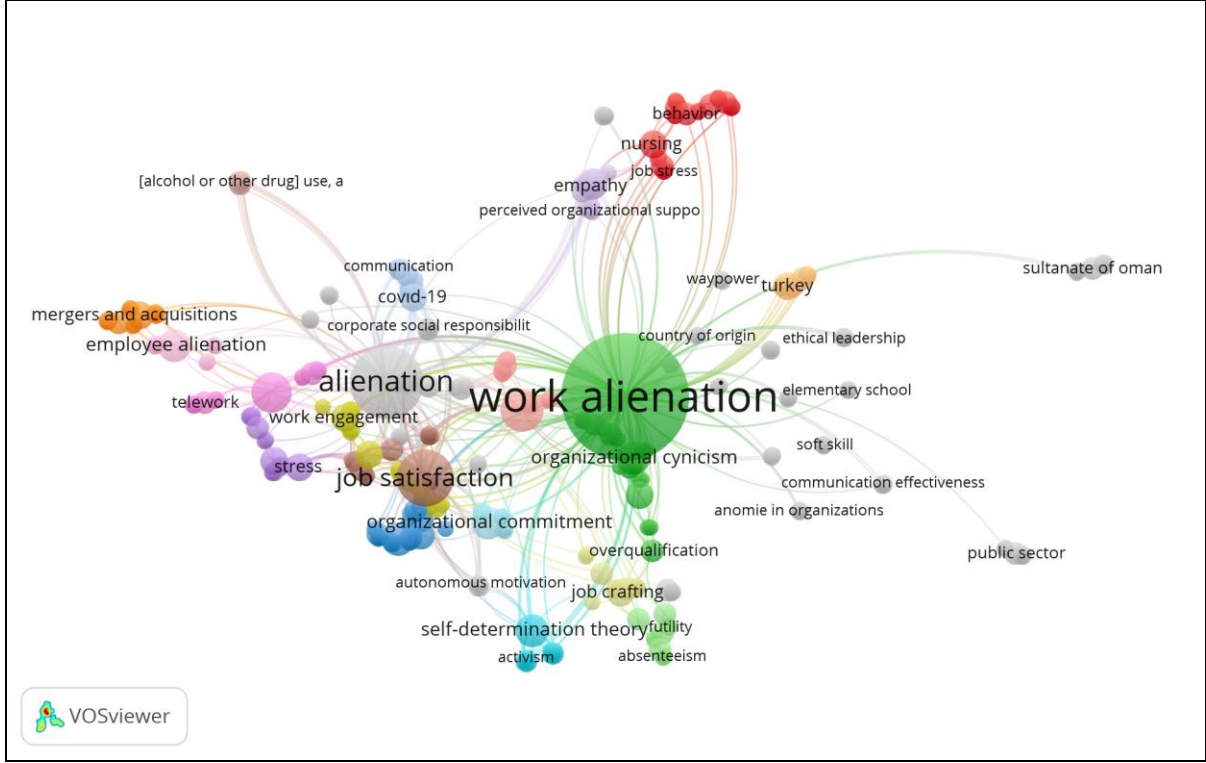 behavior
nursing
job stress
[alcohol or other drug] use, a
empathy
perceived organizational suppo
communication
sultanate of oman
waypower
turkey
covid-19
mergers and acquisitions
corporate social responsibilit
country of origin
ethical leadership
employee alienation
alienation
work alienation
elementary school
telework
work engagement
soft skill
organizational cynicism
stress
job satisfaction
communication effectiveness
anomie in organizations
organizational commitment
overqualification
public sector
autonomous motivation
job crafting
self-determination theory
futility
activism
absenteeism
VOSviewer